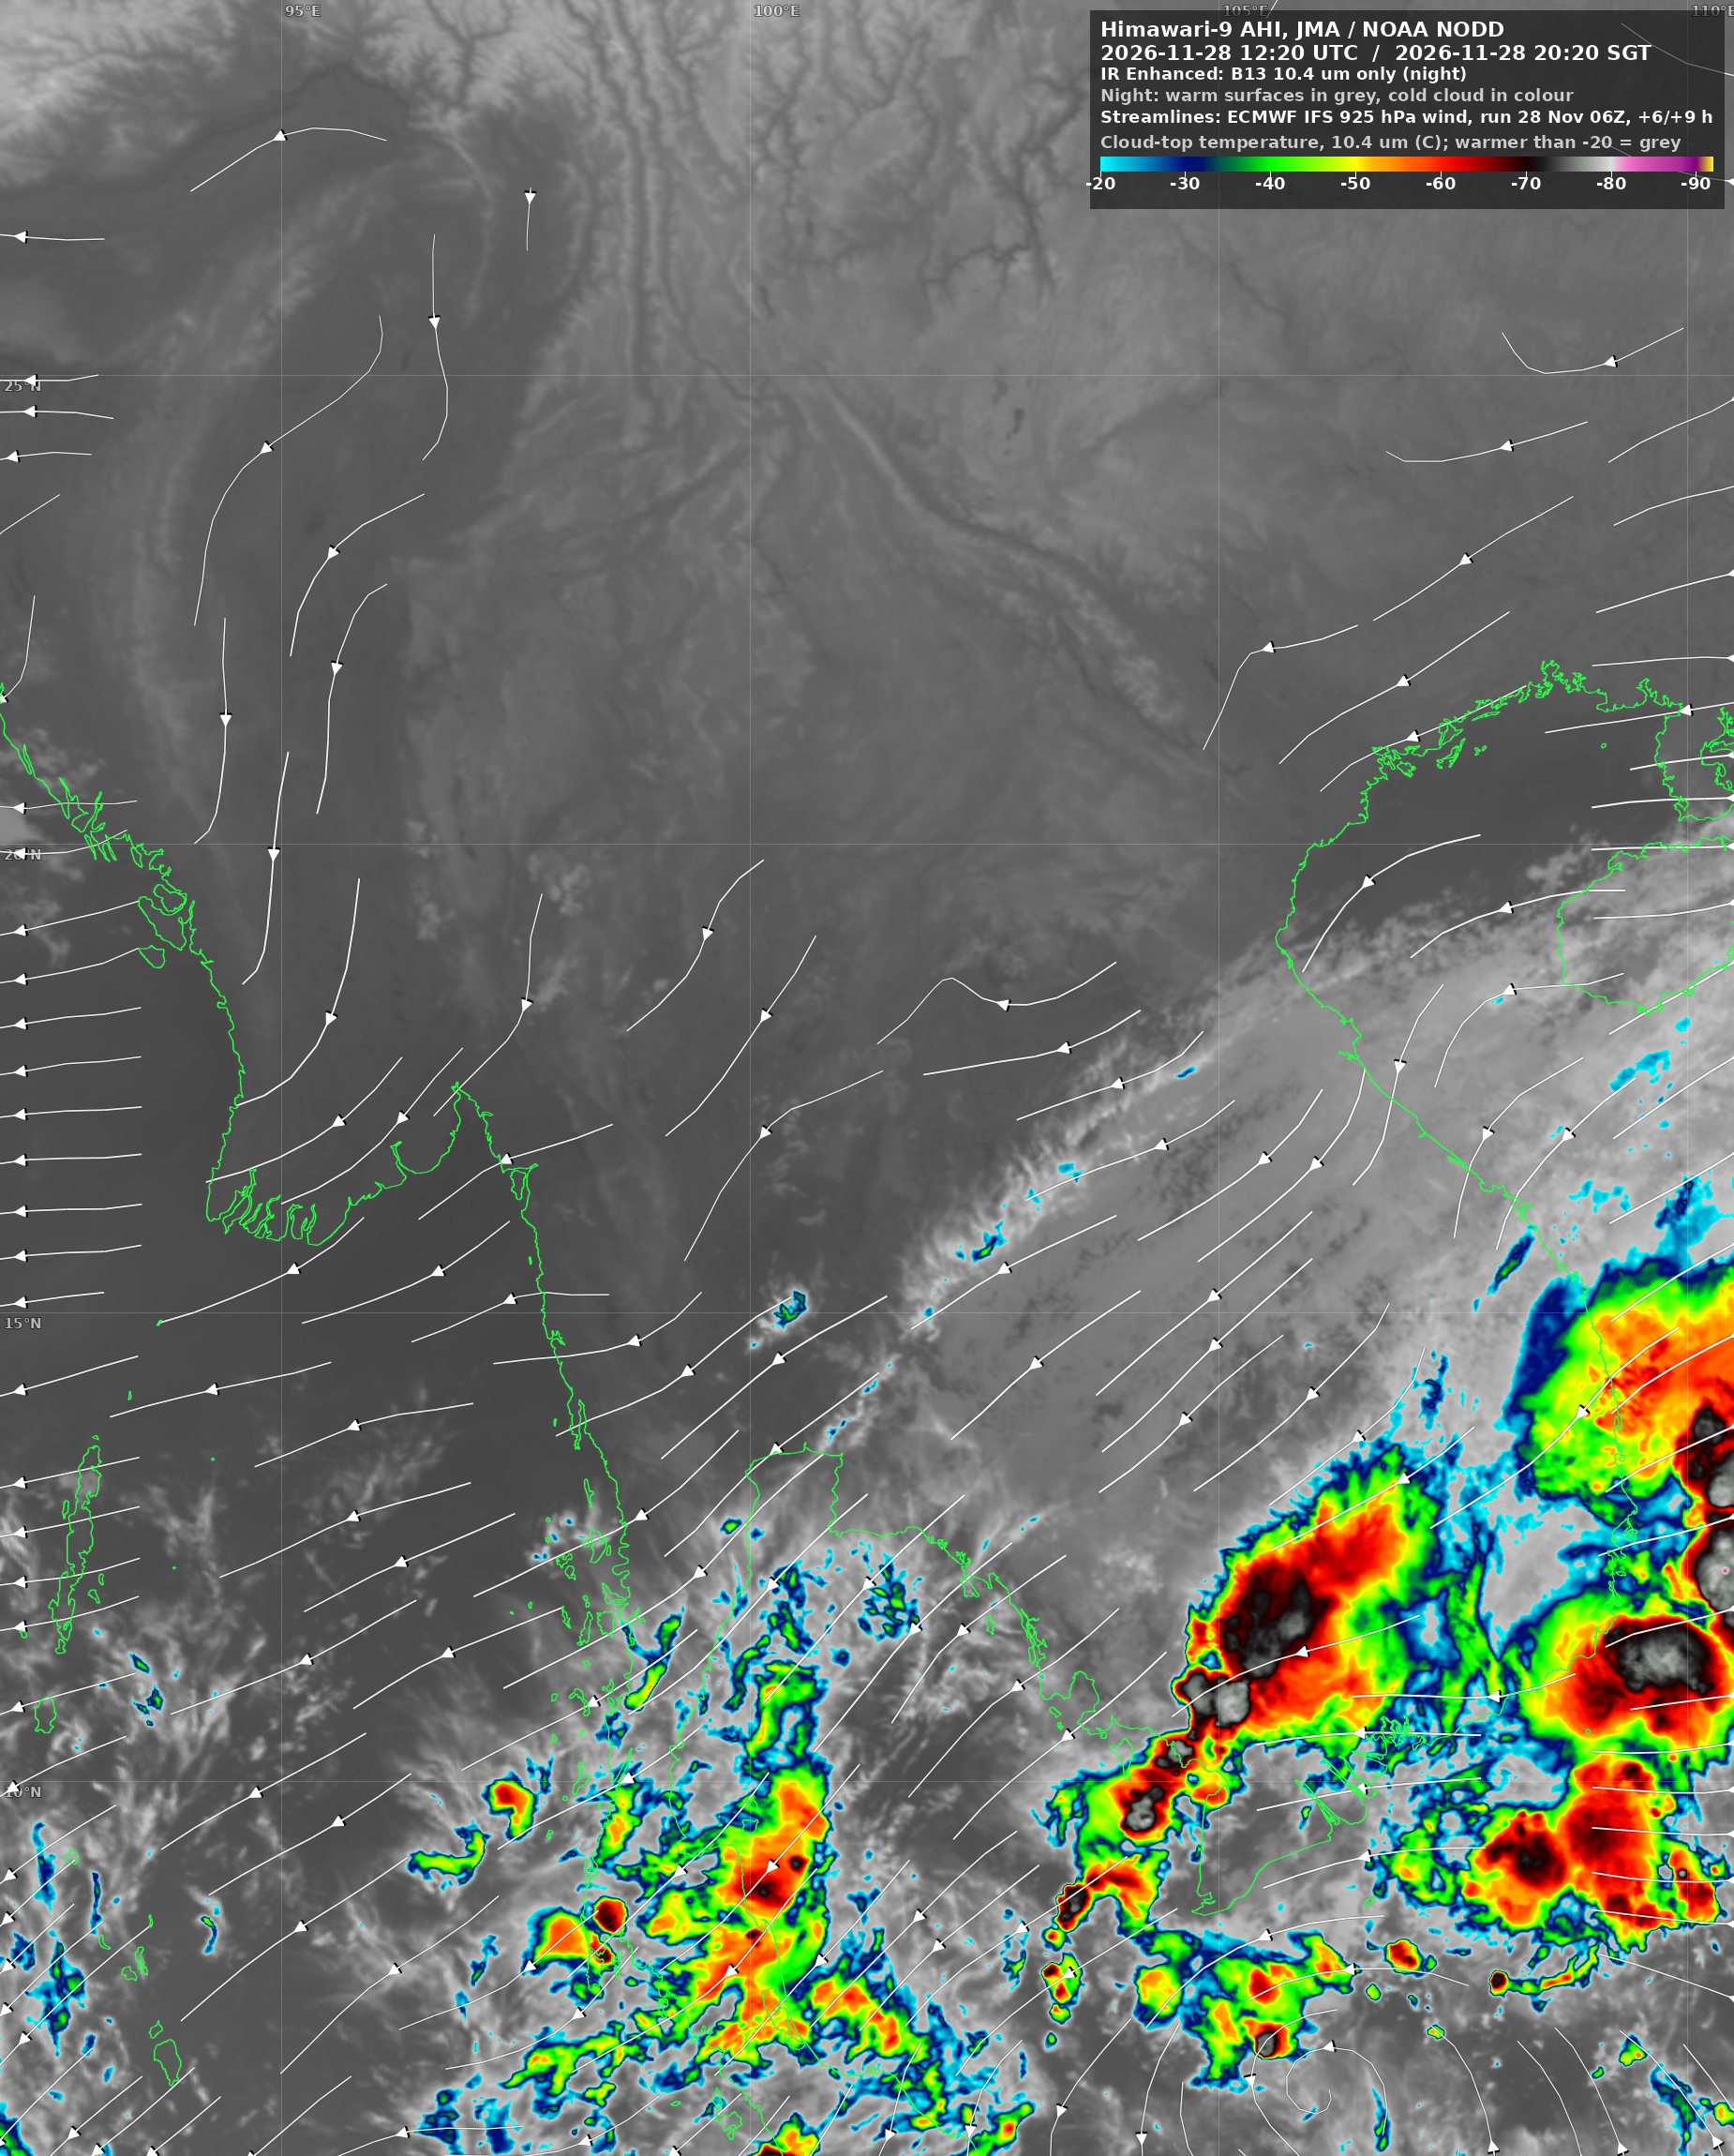 95°E
100°E
105°E
110°E
Himawari-9 AHI, JMA / NOAA NODD
2026-11-28 12:20 UTC / 2026-11-28 20:20 SGT
IR Enhanced: B13 10.4 um only (night)
Night: warm surfaces in grey, cold cloud in colour
Streamlines: ECMWF IFS 925 hPa wind, run 28 Nov 06Z, +6/+9 h
Cloud-top temperature, 10.4 um (C); warmer than -20 = grey
-20 -30 -40 -50 -60 -70 -80 -90
25°N
20°N
15°N
10°N